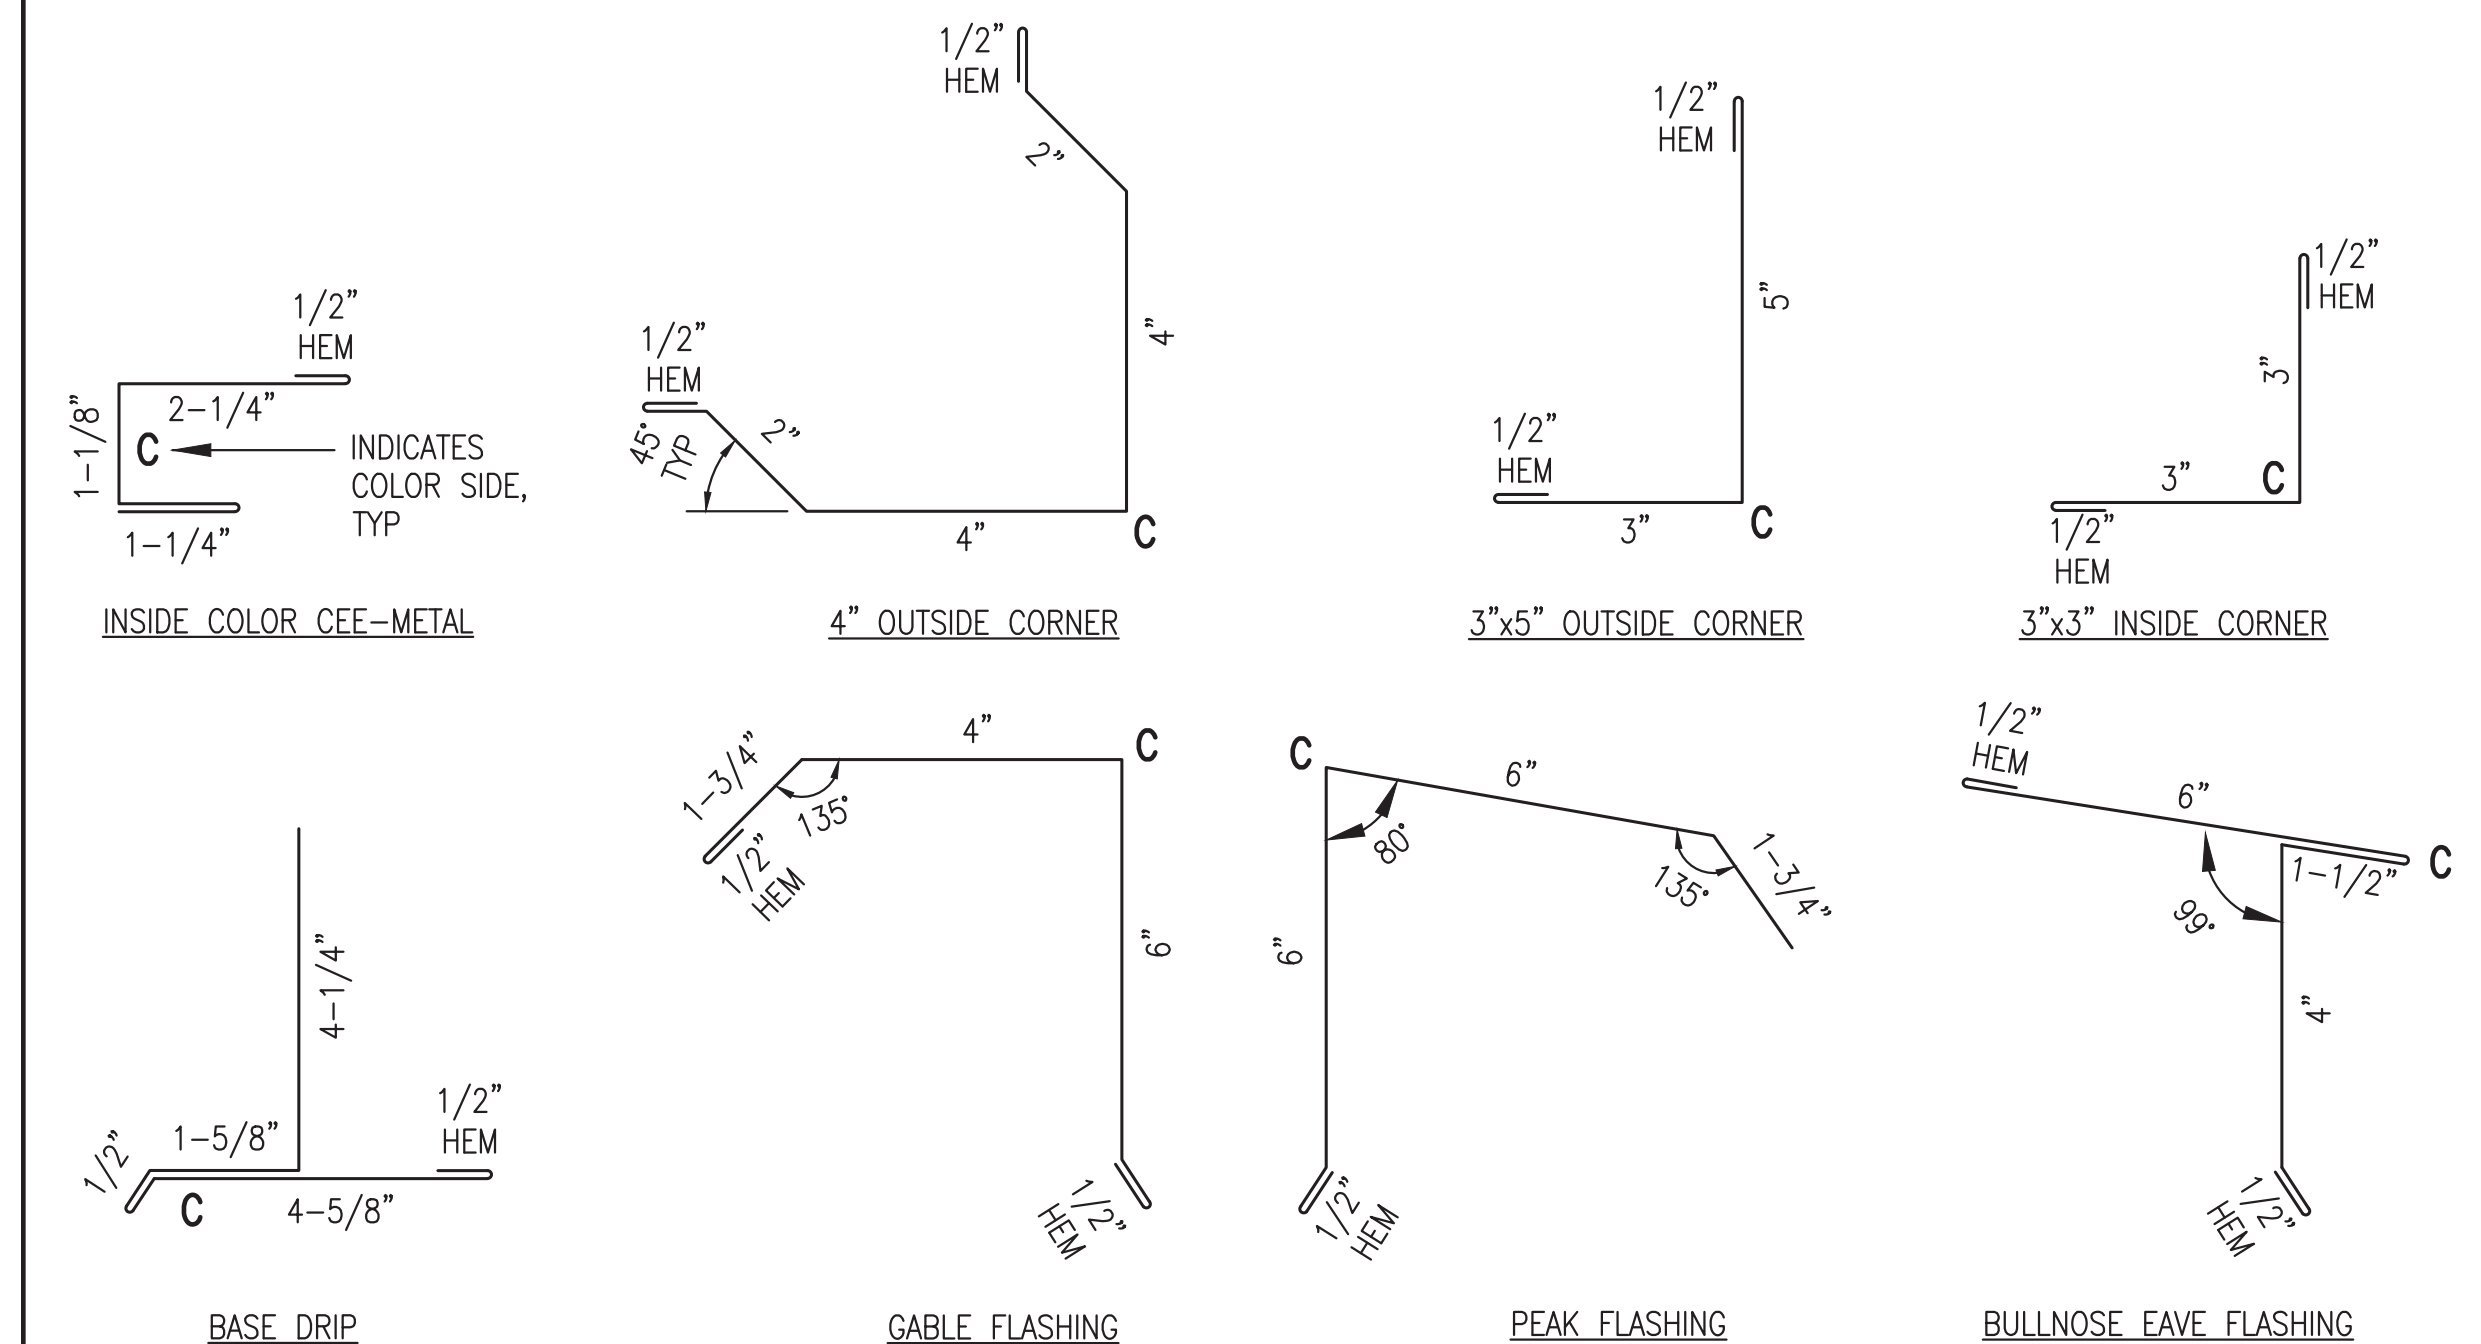 1/2”
HEM
2-1/4”
1-1/8”
C
INDICATES
COLOR SIDE,
TYP
1-1/4”
INSIDE COLOR CEE-METAL
1/2”
HEM
2”
4”
1/2”
HEM
45°
TYP
2”
4”
C
4” OUTSIDE CORNER
1/2”
HEM
5”
1/2”
HEM
3”
C
3”x5” OUTSIDE CORNER
1/2”
HEM
3”
3”
C
1/2”
HEM
3”x3” INSIDE CORNER
4-1/4”
1/2”
HEM
1-5/8”
1/2”
C
4-5/8”
BASE DRIP
4”
C
1-3/4”
135°
1/2”
HEM
6”
1/2”
HEM
GABLE FLASHING
C
6”
80°
135°
1-3/4”
6”
1/2”
HEM
PEAK FLASHING
1/2”
HEM
6”
C
1-1/2”
99°
4”
1/2”
HEM
BULLNOSE EAVE FLASHING